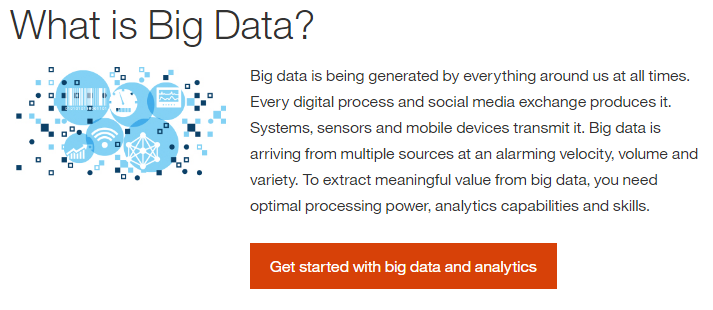 What is Big Data?
Big data is being generated by everything around us at all times.
Every digital process and social media exchange produces it.
Systems, sensors and mobile devices transmit it. Big data is
arriving from multiple sources at an alarming velocity, volume and
variety. To extract meaningful value from big data, you need
optimal processing power, analytics capabilities and skills.
Get started with big data and analytics